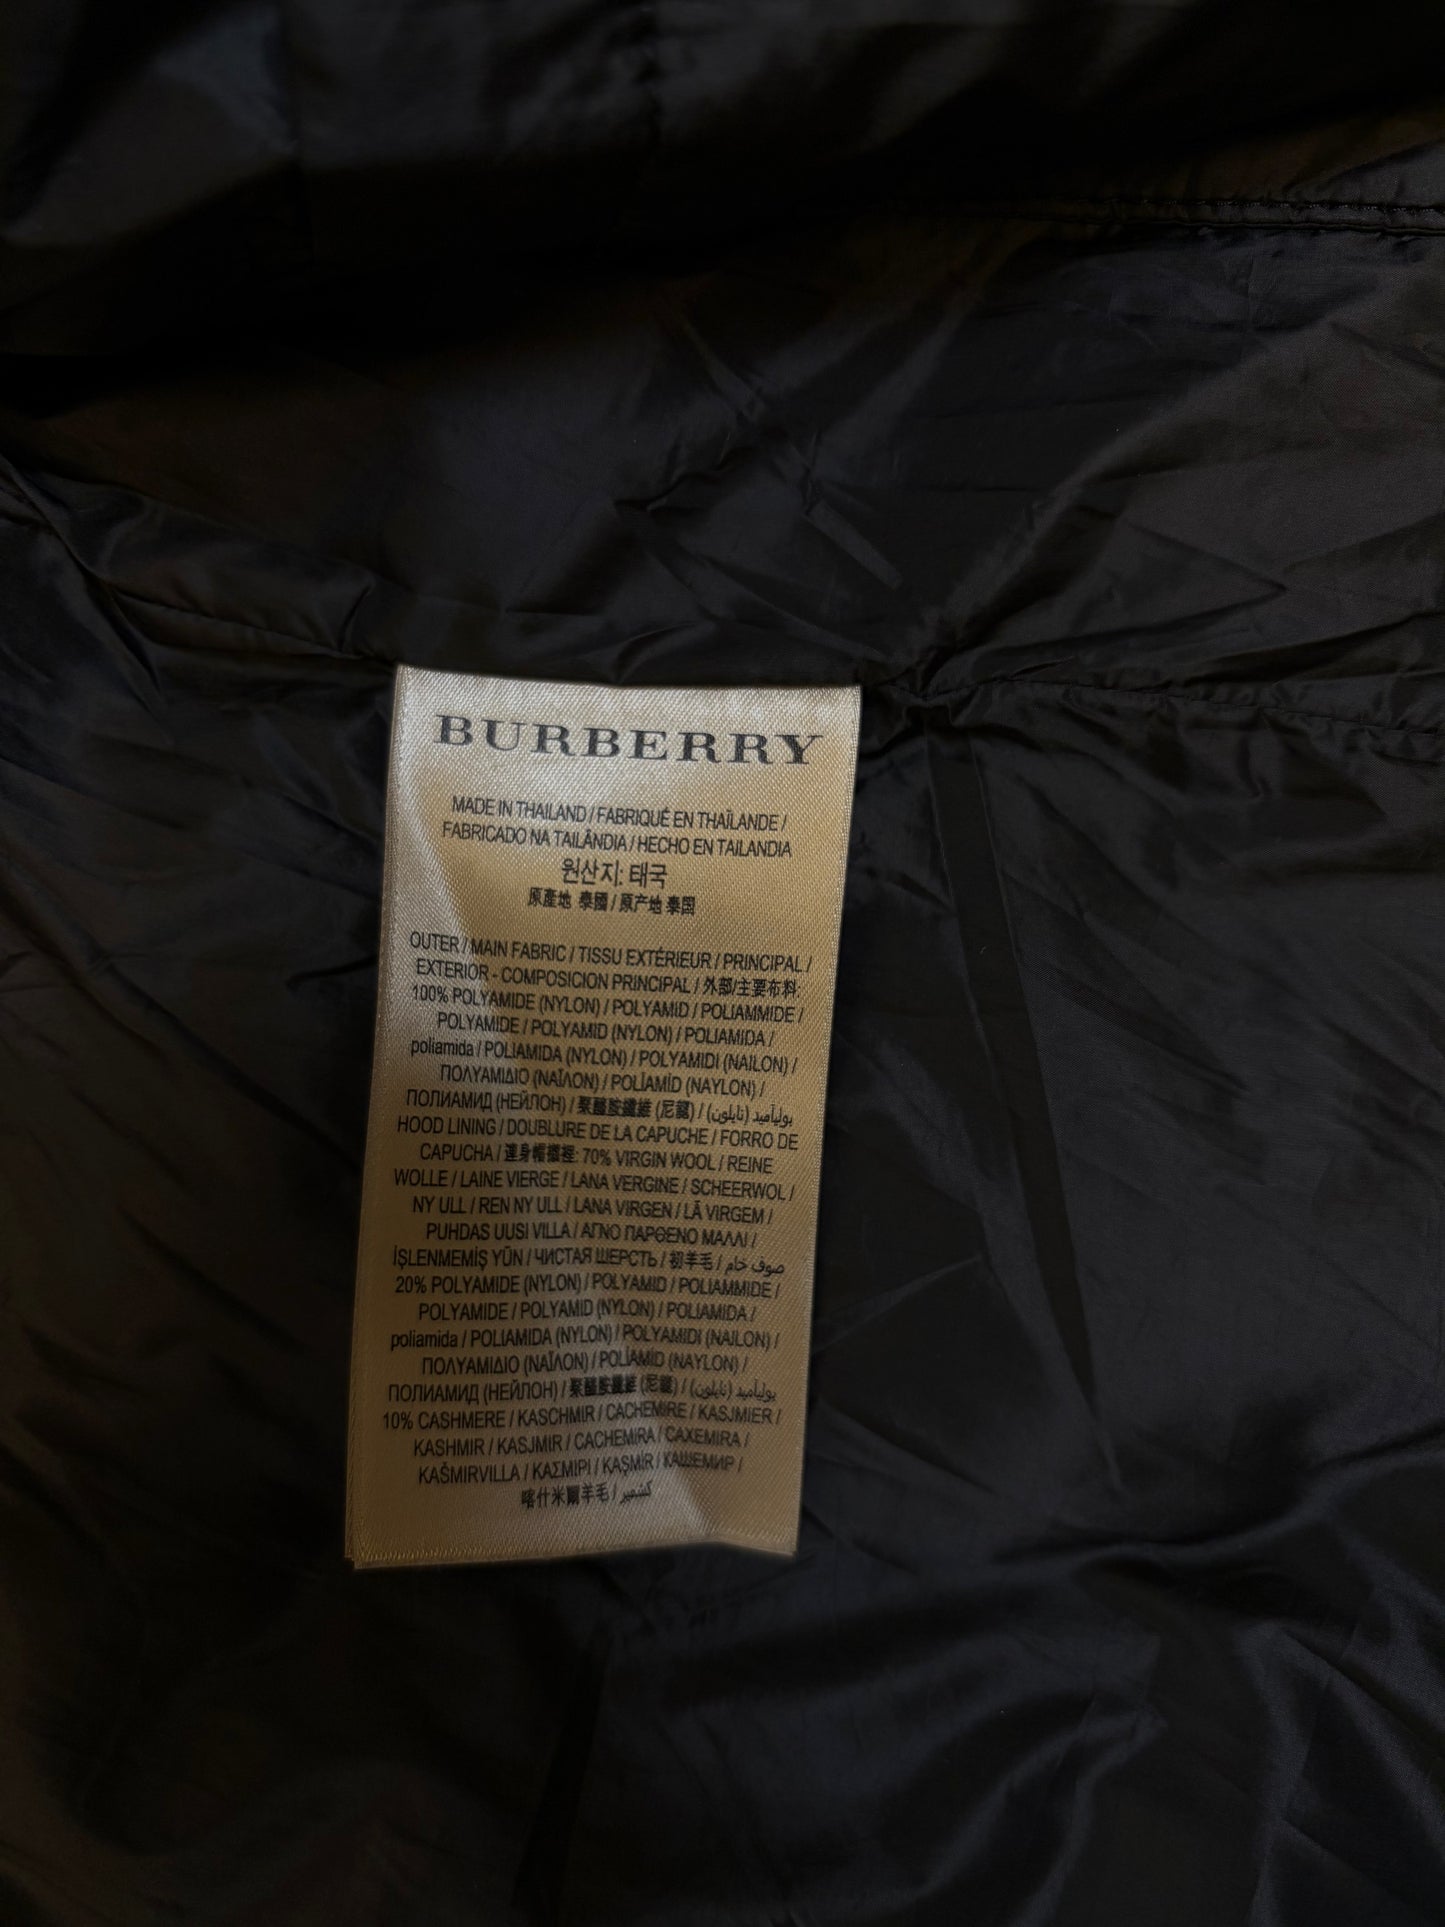 BURBERRY
MADE IN THAILAND / FABRIQUÉ EN THAÏLANDE /
FABRICADO NA TAILÂNDIA / HECHO EN TAILANDIA
원산지: 태국
原產地 泰國 / 原产地 泰国
OUTER / MAIN FABRIC / TISSU EXTÉRIEUR / PRINCIPAL /
EXTERIOR - COMPOSICION PRINCIPAL / 外部/主要布料:
100% POLYAMIDE (NYLON) / POLYAMID / POLIAMMIDE /
POLYAMIDE / POLYAMID (NYLON) / POLIAMIDA /
poliamida / POLIAMIDA (NYLON) / POLYAMIDI (NAILON) /
ΠΟΛΥΑΜΙΔΙΟ (ΝΑΪΛΟΝ) / POLİAMİD (NAYLON) /
ПОЛИАМИД (НЕЙЛОН) / 聚醯胺纖維 (尼龍) / بوليآميد (نايلون)
HOOD LINING / DOUBLURE DE LA CAPUCHE / FORRO DE
CAPUCHA / 連身帽襯裡: 70% VIRGIN WOOL / REINE
WOLLE / LAINE VIERGE / LANA VERGINE / SCHEERWOL /
NY ULL / REN NY ULL / LANA VIRGEN / LÃ VIRGEM /
PUHDAS UUSI VILLA / ΑΓΝΟ ΠΑΡΘΕΝΟ ΜΑΛΛΙ /
İŞLENMEMİŞ YÜN / ЧИСТАЯ ШЕРСТЬ / 初羊毛 / صوف خام
20% POLYAMIDE (NYLON) / POLYAMID / POLIAMMIDE /
POLYAMIDE / POLYAMID (NYLON) / POLIAMIDA /
poliamida / POLIAMIDA (NYLON) / POLYAMIDI (NAILON) /
ΠΟΛΥΑΜΙΔΙΟ (ΝΑΪΛΟΝ) / POLİAMİD (NAYLON) /
ПОЛИАМИД (НЕЙЛОН) / 聚醯胺纖維 (尼龍) / بوليآميد (نايلون)
10% CASHMERE / KASCHMIR / CACHEMIRE / KASJMIER /
KASHMIR / KASJMIR / CACHEMIRA / CAXEMIRA /
KAŠMIRVILLA / ΚΑΣΜΙΡΙ / KAŞMİR / КАШЕМИР /
喀什米爾羊毛 / كشمير